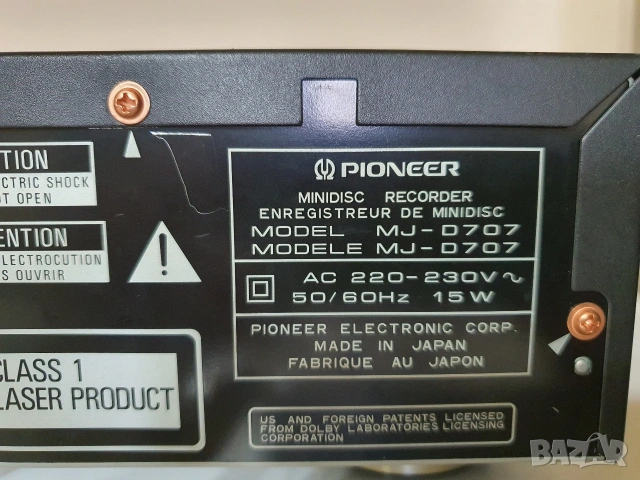 TION
CTRIC SHOCK
OT OPEN
ENTION
ELECTROCUTION
S OUVRIR
CLASS 1
LASER PRODUCT
PIONEER
MINIDISC RECORDER
ENREGISTREUR DE MINIDISC
MODEL MJ-D707
MODELE MJ-D707
AC 220-230V~
50/60Hz 15W
PIONEER ELECTRONIC CORP.
MADE IN JAPAN
FABRIQUE AU JAPON
US AND FOREIGN PATENTS LICENSED
FROM DOLBY LABORATORIES LICENSING
CORPORATION
BAZAR